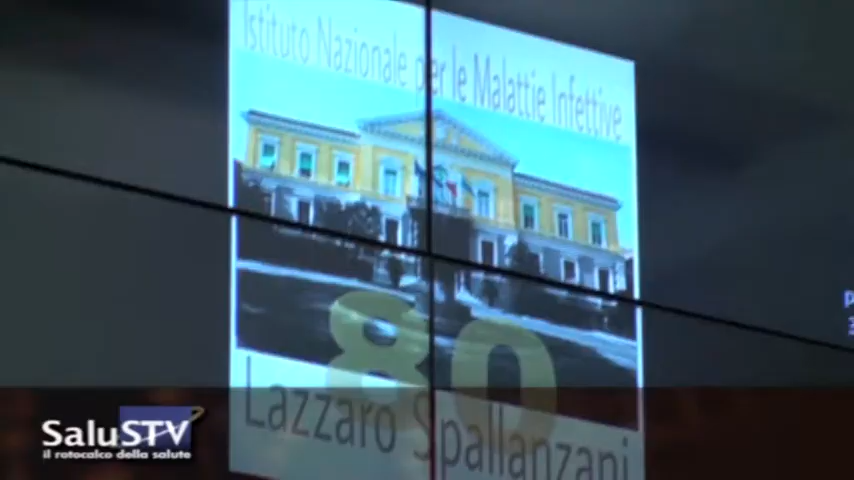 Istituto Nazionale per le Malattie Infettive
80
Lazzaro Spallanzani
SaluSTV
il rotocalco della salute